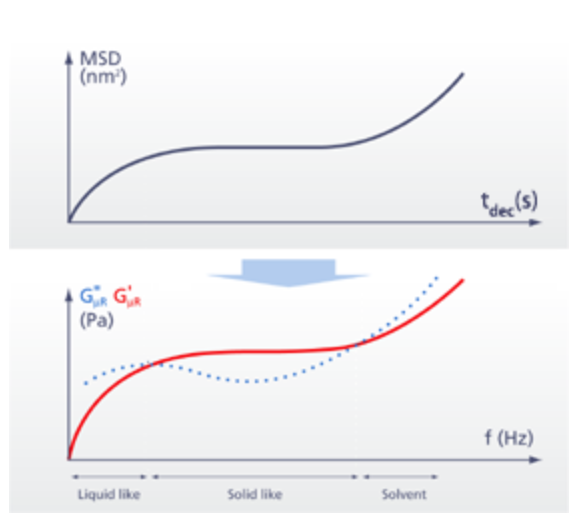 MSD
(nm²)
t_dec(s)
G"μR G'μR
(Pa)
f (Hz)
Liquid like
Solid like
Solvent